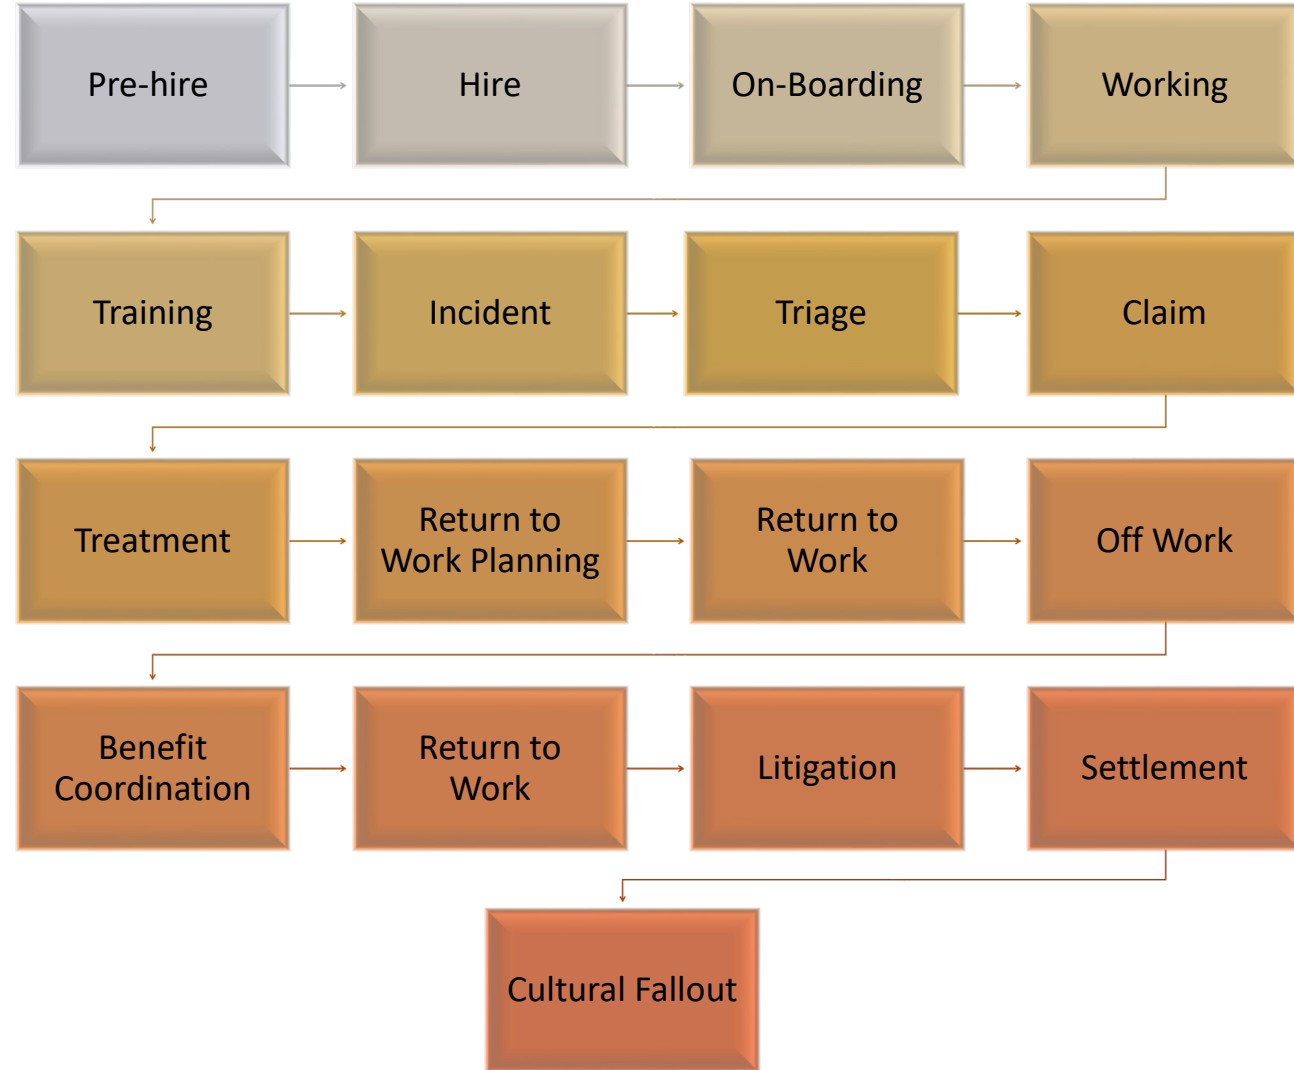 Pre-hire
Hire
On-Boarding
Working
Training
Incident
Triage
Claim
Treatment
Return to
Work Planning
Return to
Work
Off Work
Benefit
Coordination
Return to
Work
Litigation
Settlement
Cultural Fallout